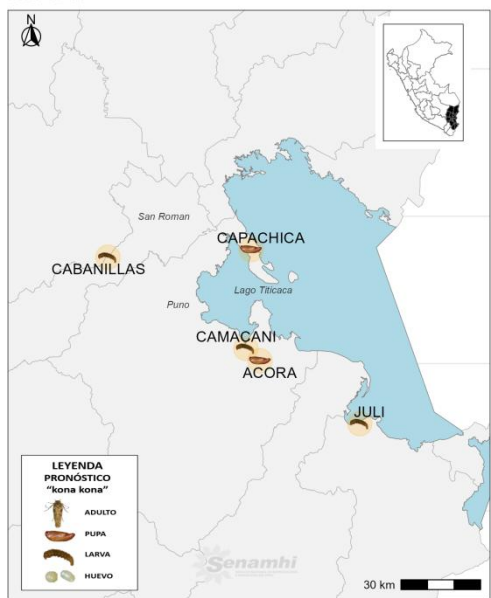 N
San Roman
CAPACHICA
CABANILLAS
Lago Titicaca
Puno
CAMACANI
ACORA
JULI
LEYENDA
PRONÓSTICO
"kona kona"
ADULTO
PUPA
LARVA
HUEVO
Senamhi
30 km